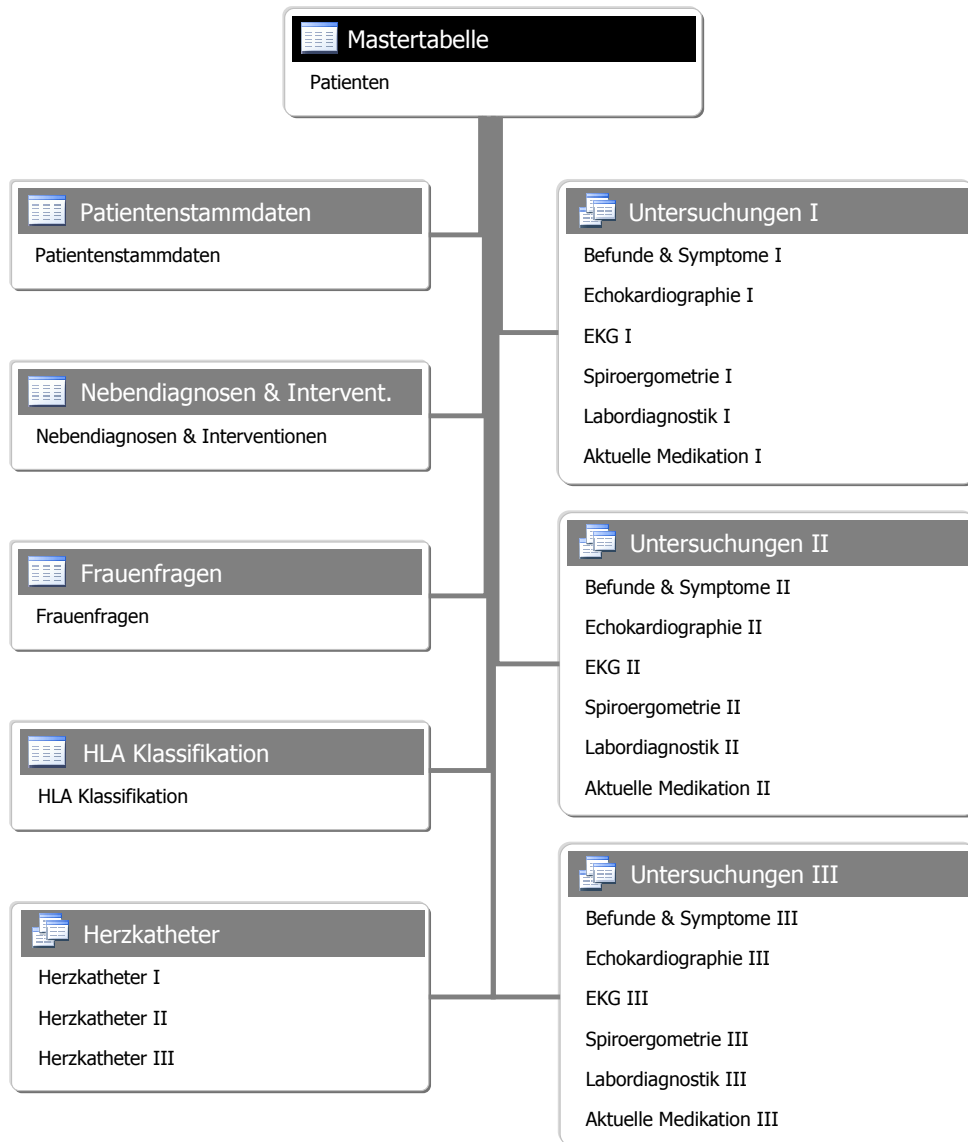 Mastertabelle
Patienten
Patientenstammdaten
Patientenstammdaten
Nebendiagnosen & Intervent.
Nebendiagnosen & Interventionen
Frauenfragen
Frauenfragen
HLA Klassifikation
HLA Klassifikation
Herzkatheter
Herzkatheter I
Herzkatheter II
Herzkatheter III
Untersuchungen I
Befunde & Symptome I
Echokardiographie I
EKG I
Spiroergometrie I
Labordiagnostik I
Aktuelle Medikation I
Untersuchungen II
Befunde & Symptome II
Echokardiographie II
EKG II
Spiroergometrie II
Labordiagnostik II
Aktuelle Medikation II
Untersuchungen III
Befunde & Symptome III
Echokardiographie III
EKG III
Spiroergometrie III
Labordiagnostik III
Aktuelle Medikation III